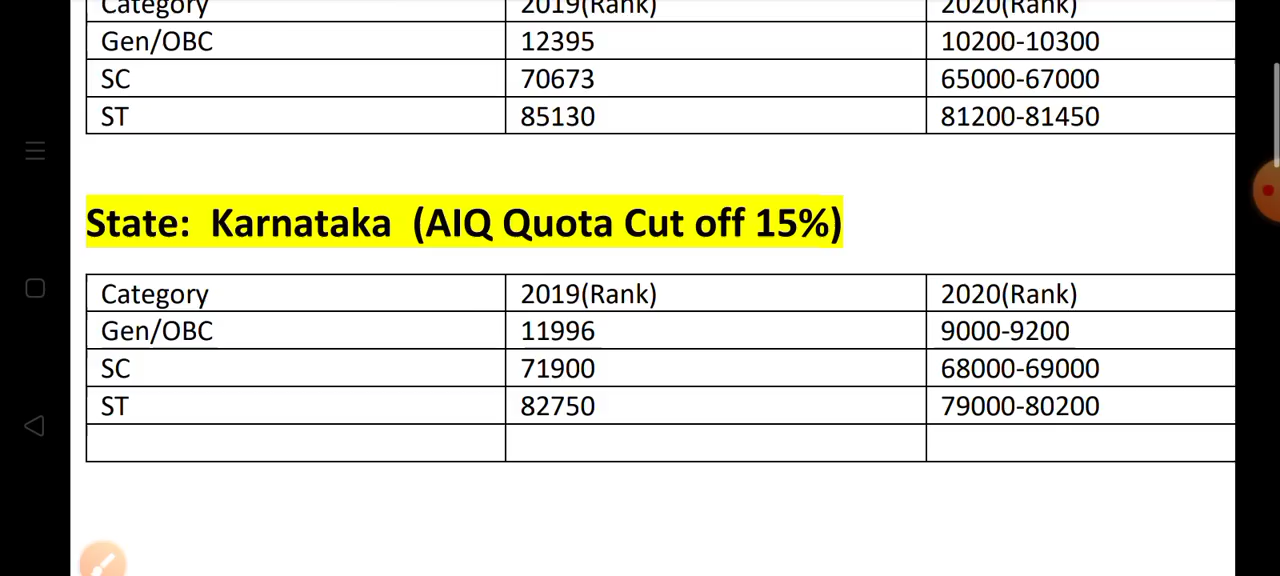 Category 2019(Rank) 2020(Rank)
Gen/OBC 12395 10200-10300
SC 70673 65000-67000
ST 85130 81200-81450
State: Karnataka (AIQ Quota Cut off 15%)
Category 2019(Rank) 2020(Rank)
Gen/OBC 11996 9000-9200
SC 71900 68000-69000
ST 82750 79000-80200